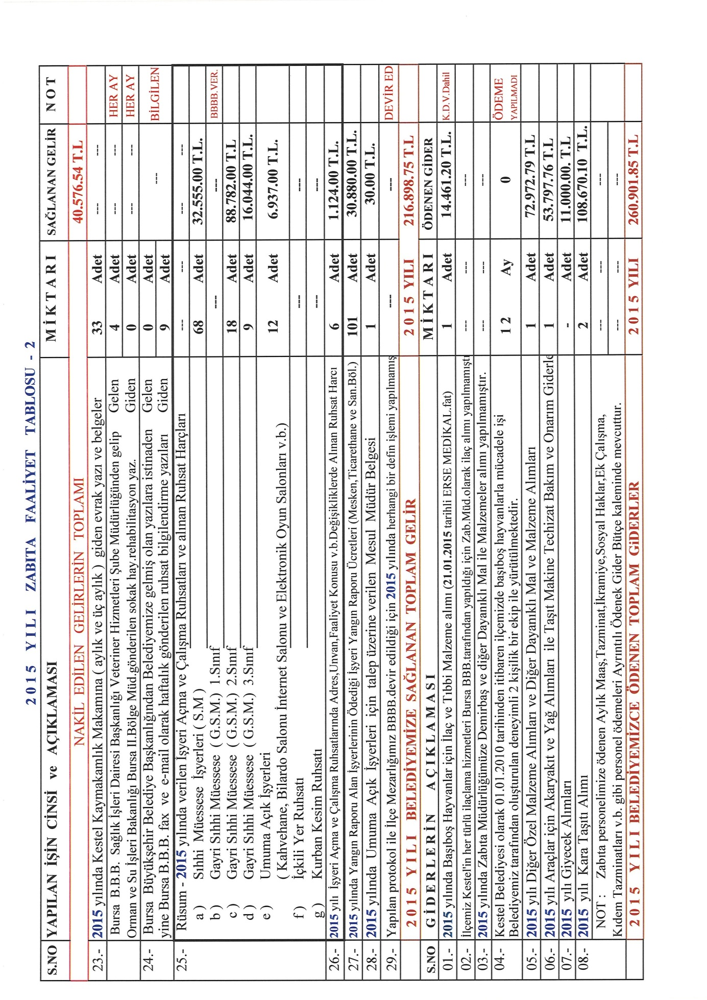 2015 YILI ZABITA FAALİYET TABLOSU - 2
S.NO YAPILAN İŞİN CİNSİ ve AÇIKLAMASI MİKTARI SAĞLANAN GELİR NOT
NAKİL EDİLEN GELİRLERİN TOPLAMI 40.576.54 T.L
23.- 2015 yılında Kestel Kaymakamlık Makamına ( aylık ve üç aylık ) giden evrak yazı ve belgeler 33 Adet --- ---
Bursa B.B.B. Sağlık İşleri Dairesi Başkanlığı Veteriner Hizmetleri Şube Müdürlüğünden gelip Gelen 4 Adet --- --- HER AY
Orman ve Su İşleri Bakanlığı Bursa II.Bölge Müd.gönderilen sokak hay.rehabilitasyon yaz. Giden 0 Adet --- --- HER AY
24.- Bursa Büyükşehir Belediye Başkanlığından Belediyemize gelmiş olan yazılara istinaden Gelen 0 Adet --- BİLGİLEN
yine Bursa B.B.B. fax ve e-mail olarak haftalık gönderilen ruhsat bilgilendirme yazıları Giden 9 Adet
25.- Rüsum - 2015 yılında verilen İşyeri Açma ve Çalışma Ruhsatları ve alınan Ruhsat Harçları --- --- --- ---
a ) Sıhhi Müessese İşyerleri ( S.M ) 68 Adet 32.555.00 T.L.
b ) Gayri Sıhhi Müessese ( G.S.M.) 1.Sınıf --- --- BBBB.VER.
c ) Gayri Sıhhi Müessese ( G.S.M.) 2.Sınıf 18 Adet 88.782.00 T.L
d ) Gayri Sıhhi Müessese ( G.S.M.) 3.Sınıf 9 Adet 16.044.00 T.L.
e ) Umuma Açık İşyerleri 12 Adet 6.937.00 T.L.
( Kahvehane, Bilardo Salonu İnternet Salonu ve Elektronik Oyun Salonları v.b.)
f ) İçkili Yer Ruhsatı --- ---
g ) Kurban Kesim Ruhsatı --- ---
26.- 2015 yılı İşyeri Açma ve Çalışma Ruhsatlarında Adres,Unvan,Faaliyet Konusu v.b.Değişikliklerde Alınan Ruhsat Harcı 6 Adet 1.124.00 T.L.
27.- 2015 yılında Yangın Raporu Alan İşyerlerinin Ödediği İşyeri Yangın Raporu Ücretleri (Mesken,Ticarethane ve San.Böl.) 101 Adet 30.880.00 T.L.
28.- 2015 yılında Umuma Açık İşyerleri için talep üzerine verilen Mesul Müdür Belgesi 1 Adet 30.00 T.L.
29.- Yapılan protokol ile İlçe Mezarlığımız BBBB.devir edildiği için 2015 yılında herhangi bir defin işlemi yapılmamış --- --- DEVİR ED
2015 YILI BELEDİYEMİZE SAĞLANAN TOPLAM GELİR 2015 YILI 216.898.75 T.L
S.NO GİDERLERİN AÇIKLAMASI MİKTARI ÖDENEN GİDER
01.- 2015 yılında Başıboş Hayvanlar için İlaç ve Tıbbi Malzeme alımı (21.01.2015 tarihli ERSE MEDİKAL.fat) 1 Adet 14.461.20 T.L. K.D.V.Dahil
02.- İlçemiz Kestel'in her türlü ilaçlama hizmetleri Bursa BBB.tarafından yapıldığı için Zab.Müd.olarak ilaç alımı yapılmamıştı --- --- ---
03.- 2015 yılında Zabıta Müdürlüğümüze Demirbaş ve diğer Dayanıklı Mal ile Malzemeler alımı yapılmamıştır. --- --- ---
04.- Kestel Belediyesi olarak 01.01.2010 tarihinden itibaren ilçemizde başıboş hayvanlarla mücadele işi 12 Ay 0 ÖDEME
Belediyemiz tarafından oluşturulan deneyimli 2 kişilik bir ekip ile yürütülmektedir. YAPILMADI
05.- 2015 yılı Diğer Özel Malzeme Alımları ve Diğer Dayanıklı Mal ve Malzeme Alımları 1 Adet 72.972.79 T.L
06.- 2015 yılı Araçlar için Akaryakıt ve Yağ Alımları ile Taşıt Makine Techizat Bakım ve Onarım Giderle 1 Adet 53.797.76 T.L
07.- 2015 yılı Giyecek Alımları - Adet 11.000.00. T.L
08.- 2015 yılı Kara Taşıtı Alımı 2 Adet 108.670.10 T.L.
NOT : Zabıta personelimize ödenen Aylık Maaş,Tazminat,İkramiye,Sosyal Haklar,Ek Çalışma, --- --- ---
Kıdem Tazminatları v.b. gibi personel ödemeleri Ayrıntılı Ödenek Gider Bütçe kaleminde mevcuttur. --- --- ---
2015 YILI BELEDİYEMİZCE ÖDENEN TOPLAM GiDERLER 2015 YILI 260.901.85 T.L